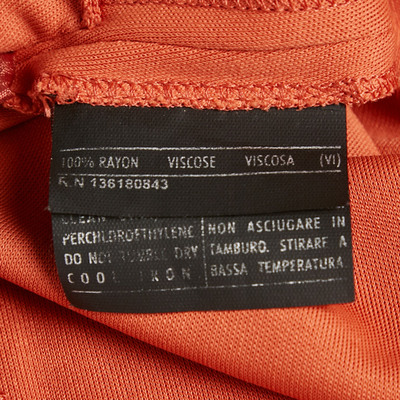 100% RAYON VISCOSE VISCOSA (VI)
R.N 136180843
CLEAN
PERCHLOROETHYLENE
DO NOT TUMBLE DRY
COOL IRON
NON ASCIUGARE IN
TAMBURO. STIRARE A
BASSA TEMPERATURA